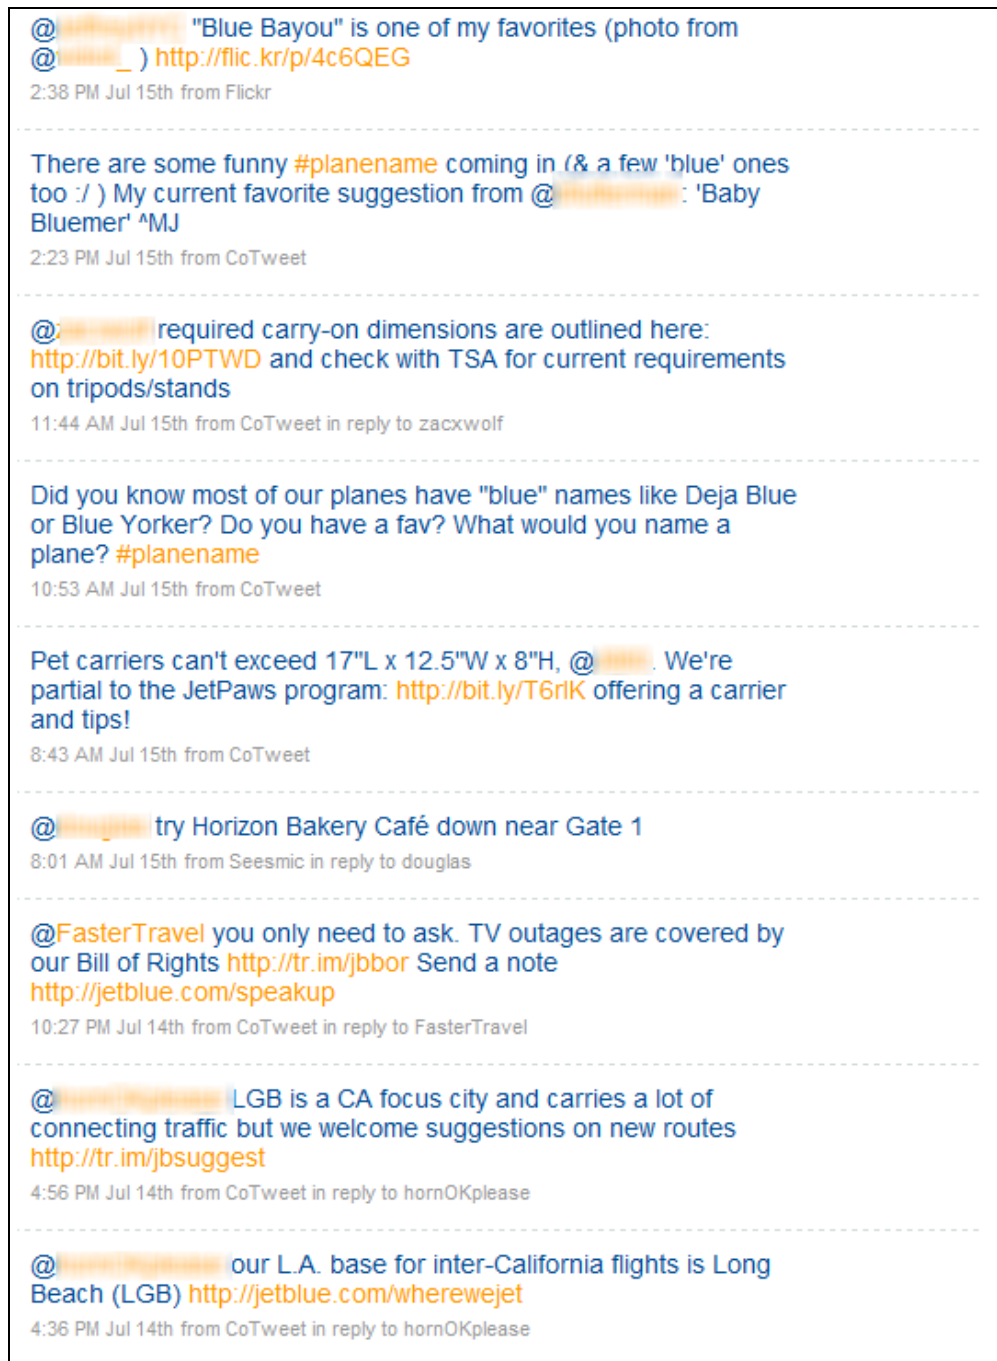 @ "Blue Bayou" is one of my favorites (photo from
@ _ ) http://flic.kr/p/4c6QEG
2:38 PM Jul 15th from Flickr
There are some funny #planename coming in (& a few 'blue' ones
too :/ ) My current favorite suggestion from @ : 'Baby
Bluemer' ^MJ
2:23 PM Jul 15th from CoTweet
@ required carry-on dimensions are outlined here:
http://bit.ly/10PTWD and check with TSA for current requirements
on tripods/stands
11:44 AM Jul 15th from CoTweet in reply to zacxwolf
Did you know most of our planes have "blue" names like Deja Blue
or Blue Yorker? Do you have a fav? What would you name a
plane? #planename
10:53 AM Jul 15th from CoTweet
Pet carriers can't exceed 17"L x 12.5"W x 8"H, @ . We're
partial to the JetPaws program: http://bit.ly/T6rlK offering a carrier
and tips!
8:43 AM Jul 15th from CoTweet
@ try Horizon Bakery Café down near Gate 1
8:01 AM Jul 15th from Seesmic in reply to douglas
@FasterTravel you only need to ask. TV outages are covered by
our Bill of Rights http://tr.im/jbbor Send a note
http://jetblue.com/speakup
10:27 PM Jul 14th from CoTweet in reply to FasterTravel
@ LGB is a CA focus city and carries a lot of
connecting traffic but we welcome suggestions on new routes
http://tr.im/jbsuggest
4:56 PM Jul 14th from CoTweet in reply to hornOKplease
@ our L.A. base for inter-California flights is Long
Beach (LGB) http://jetblue.com/wherewejet
4:36 PM Jul 14th from CoTweet in reply to hornOKplease